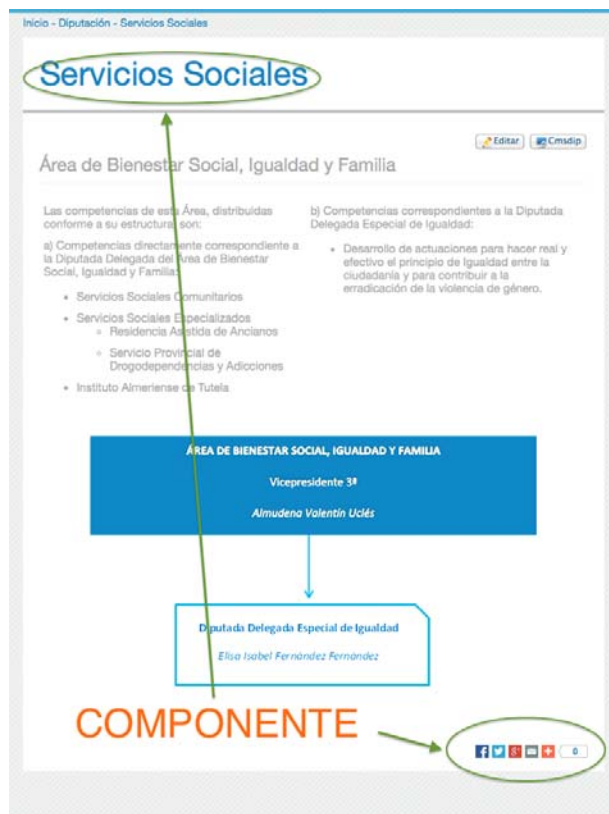 Inicio - Diputación - Servicios Sociales
Servicios Sociales
Editar
Cmsdip
Área de Bienestar Social, Igualdad y Familia
Las competencias de esta Área, distribuidas
conforme a su estructura, son:
a) Competencias directamente correspondiente a
la Diputada Delegada del Área de Bienestar
Social, Igualdad y Familia:
Servicios Sociales Comunitarios
Servicios Sociales Especializados
Residencia Asistida de Ancianos
Servicio Provincial de
Drogodependencias y Adicciones
Instituto Almeriense de Tutela
b) Competencias correspondientes a la Diputada
Delegada Especial de Igualdad:
Desarollo de actuaciones para hacer real y
efectivo el principio de Igualdad entre la
ciudadanía y para contribuir a la
erradicación de la violencia de género.
ÁREA DE BIENESTAR SOCIAL, IGUALDAD Y FAMILIA
Vicepresidente 3ª
Almudena Valentín Uclés
Diputada Delegada Especial de Igualdad
Elisa Isabel Fernández Fernández
COMPONENTE
0